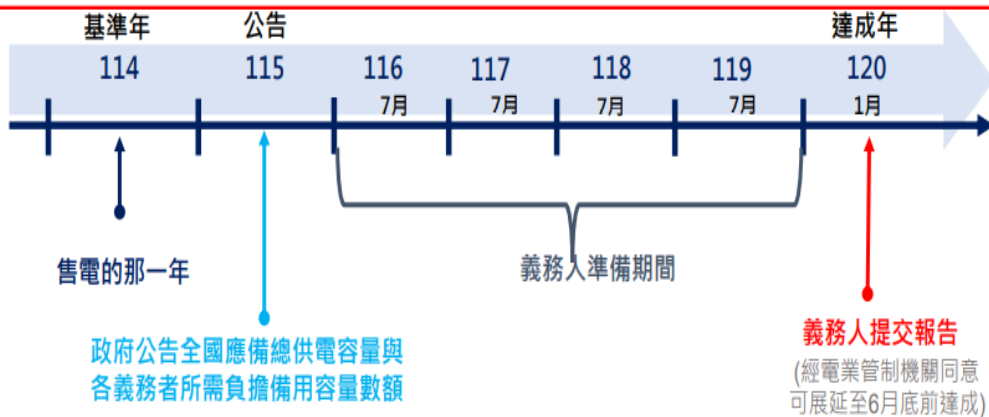 基準年 公告 達成年
114 115 116 117 118 119 120
7月 7月 7月 7月 1月
售電的那一年
義務人準備期間
政府公告全國應備總供電容量與
各義務者所需負擔備用容量數額
義務人提交報告
(經電業管制機關同意
可展延至6月底前達成)